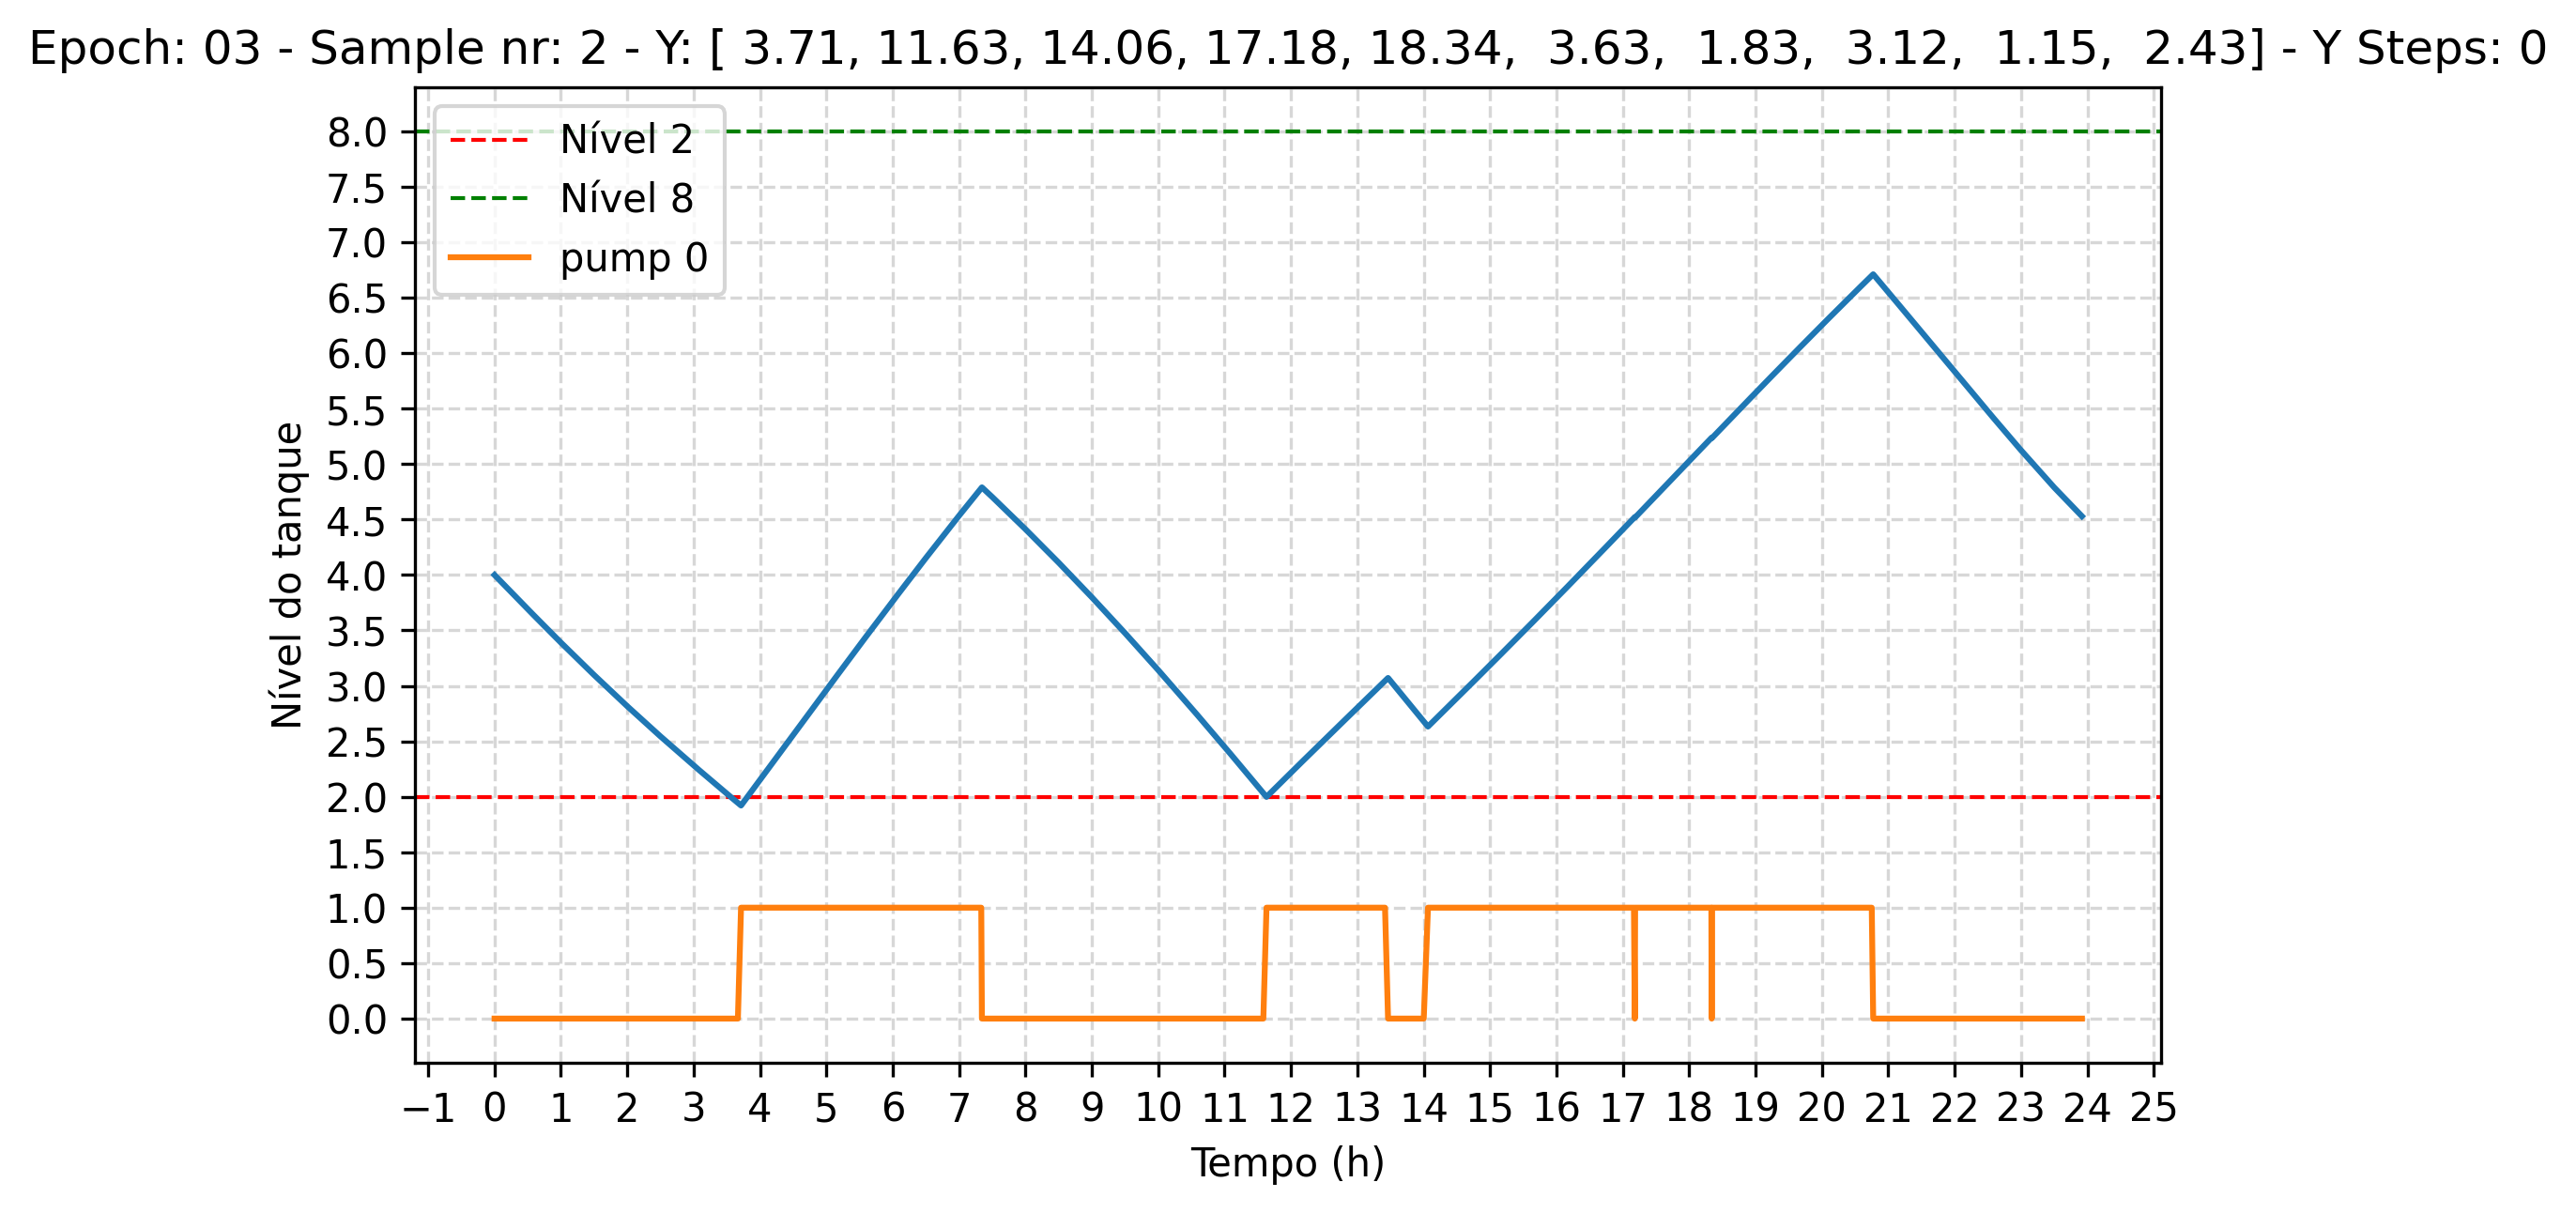 Epoch: 03 - Sample nr: 2 - Y: [ 3.71, 11.63, 14.06, 17.18, 18.34,  3.63,  1.83,  3.12,  1.15,  2.43] - Y Steps: 0
Nível 2
Nível 8
pump 0
8.0
7.5
7.0
6.5
6.0
5.5
5.0
4.5
4.0
3.5
3.0
2.5
2.0
1.5
1.0
0.5
0.0
Nível do tanque
−1 0 1 2 3 4 5 6 7 8 9 10 11 12 13 14 15 16 17 18 19 20 21 22 23 24 25
Tempo (h)